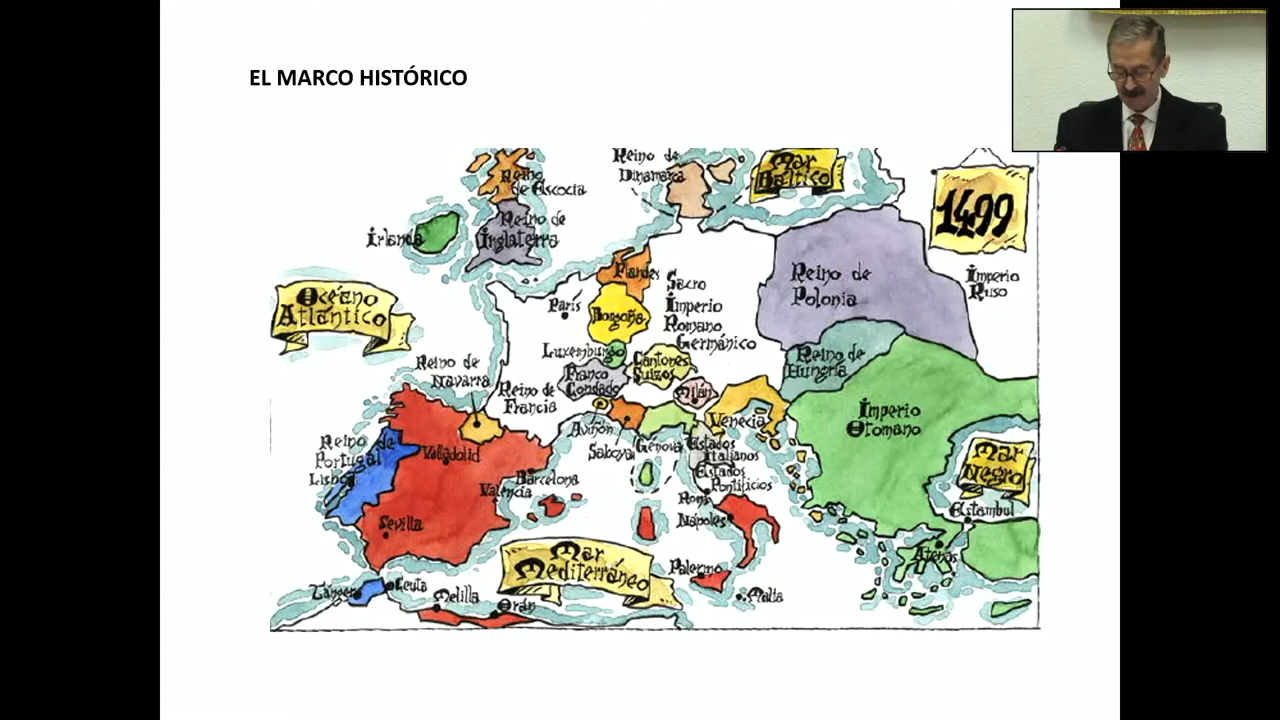 EL MARCO HISTÓRICO
Reino de
Escocia
Reino de
Dinamarca
Mar
Báltico
1499
Irlanda
Reino de
Inglaterra
Imperio
Ruso
Océano
Atlántico
Flandes
Sacro
Imperio
Romano
Germánico
Reino de
Polonia
París
Borgoña
Luxemburgo
Cantones
Suizos
Reino de
Hungría
Reino de
Navarra
Franco
Condado
Milán
Reino de
Francia
Venecia
Imperio
Otomano
Aviñón
Saboya
Génova
Estados
Italianos
Estados
Pontificios
Reino de
Portugal
Lisboa
Valladolid
Barcelona
Valencia
Sevilla
Roma
Nápoles
Mar
Negro
Estambul
Atenas
Mar
Mediterráneo
Palermo
Malta
Tánger
Ceuta
Melilla
Orán